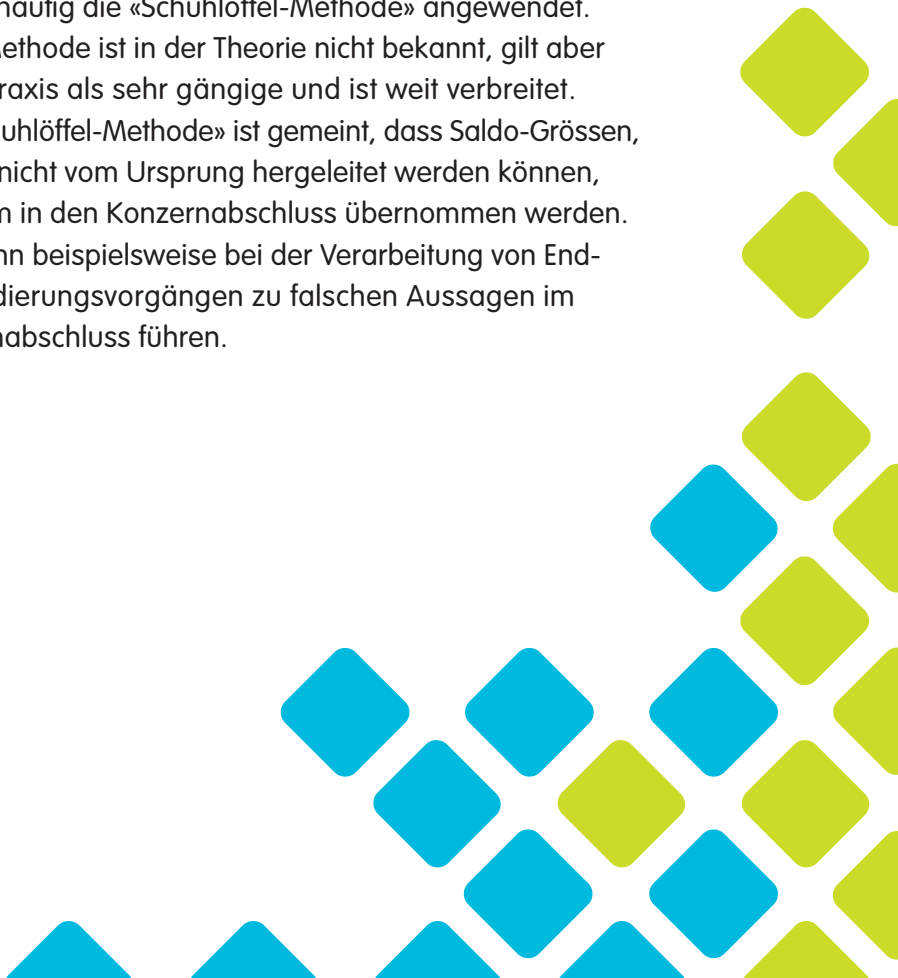 häufig die «Schuhlöffel-Methode» angewendet.
ethode ist in der Theorie nicht bekannt, gilt aber
raxis als sehr gängige und ist weit verbreitet.
uhlöffel-Methode» ist gemeint, dass Saldo-Grössen,
nicht vom Ursprung hergeleitet werden können,
in den Konzernabschluss übernommen werden.
nn beispielsweise bei der Verarbeitung von End-
dierungsvorgängen zu falschen Aussagen im
abschluss führen.